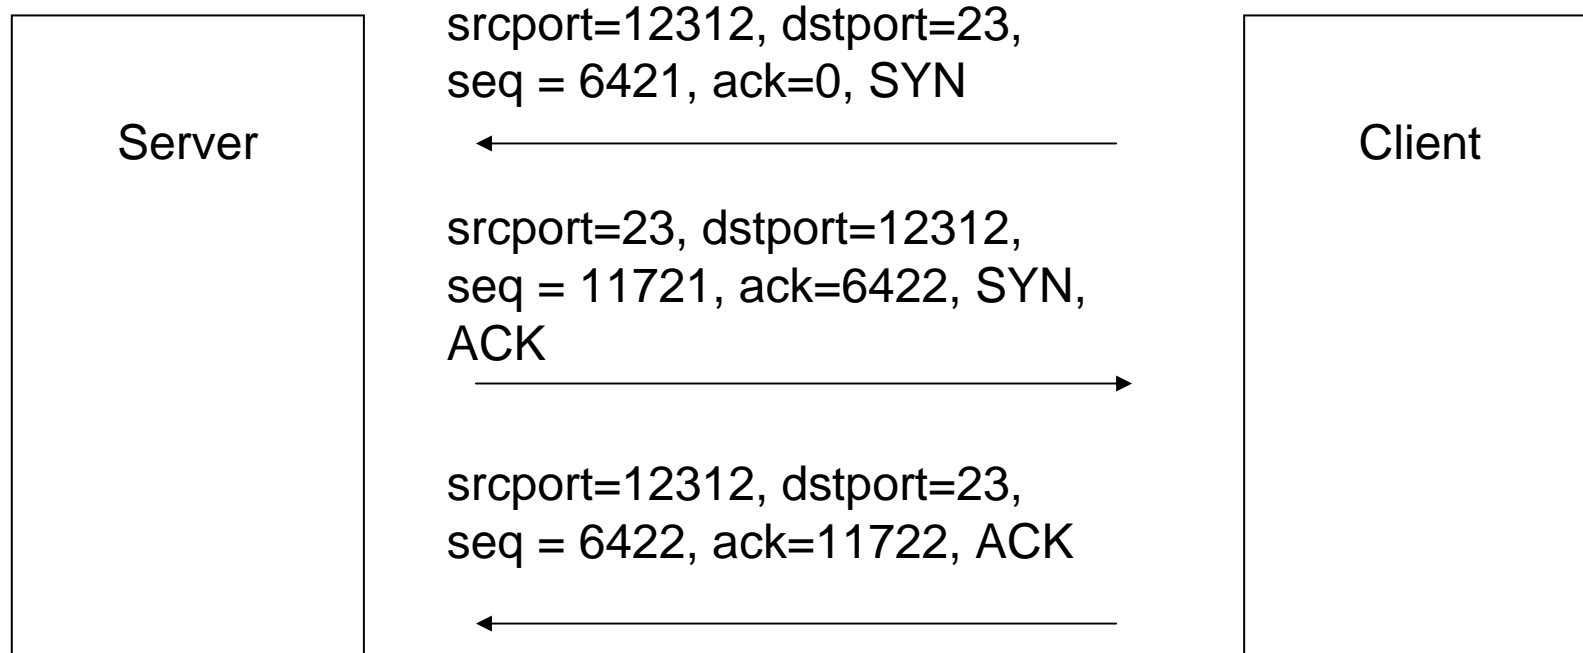 srcport=12312, dstport=23,
seq = 6421, ack=0, SYN
Server
Client
srcport=23, dstport=12312,
seq = 11721, ack=6422, SYN,
ACK
srcport=12312, dstport=23,
seq = 6422, ack=11722, ACK